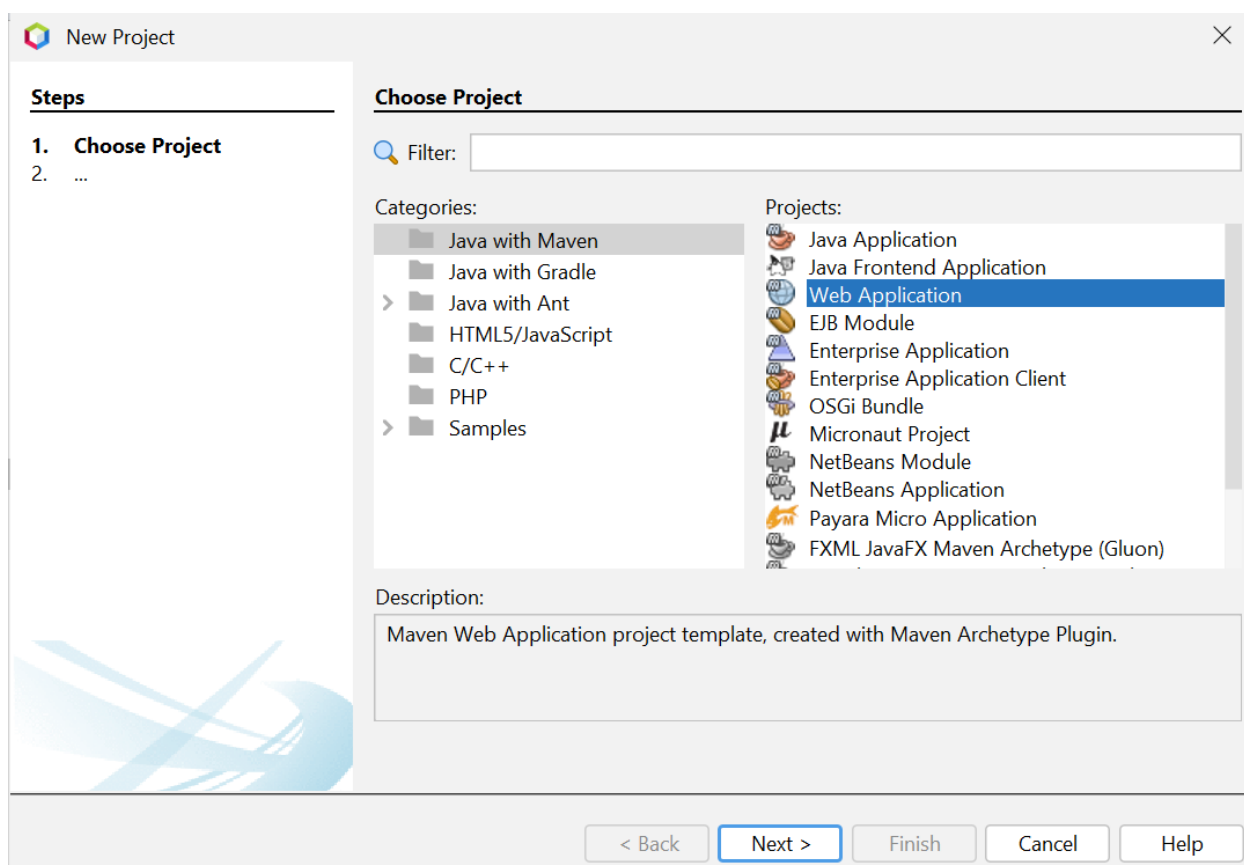 New Project
Steps
1. Choose Project
2. ...
Choose Project
Filter:
Categories:
Java with Maven
Java with Gradle
Java with Ant
HTML5/JavaScript
C/C++
PHP
Samples
Projects:
Java Application
Java Frontend Application
Web Application
EJB Module
Enterprise Application
Enterprise Application Client
OSGi Bundle
Micronaut Project
NetBeans Module
NetBeans Application
Payara Micro Application
FXML JavaFX Maven Archetype (Gluon)
Description:
Maven Web Application project template, created with Maven Archetype Plugin.
< Back
Next >
Finish
Cancel
Help